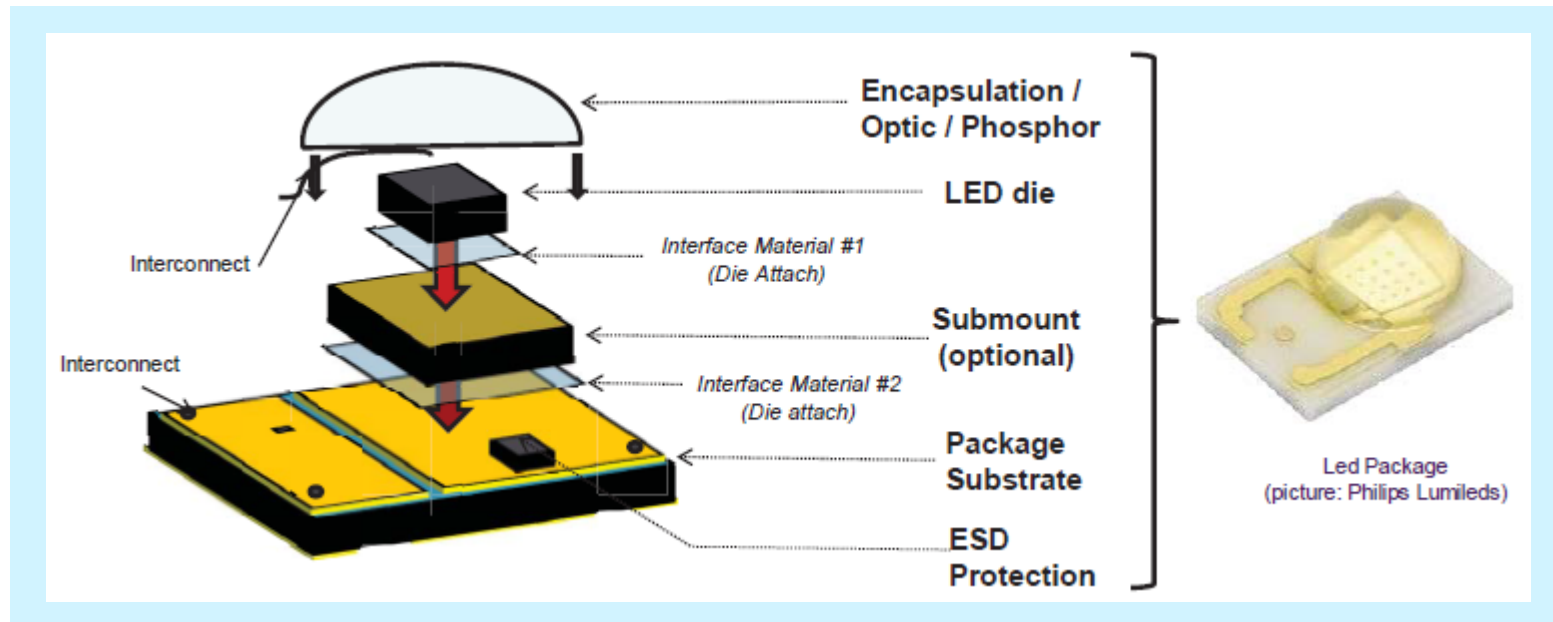 Encapsulation /
Optic / Phosphor
LED die
Interface Material #1
(Die Attach)
Interconnect
Submount
(optional)
Interconnect
Interface Material #2
(Die attach)
Package
Substrate
ESD
Protection
Led Package
(picture: Philips Lumileds)